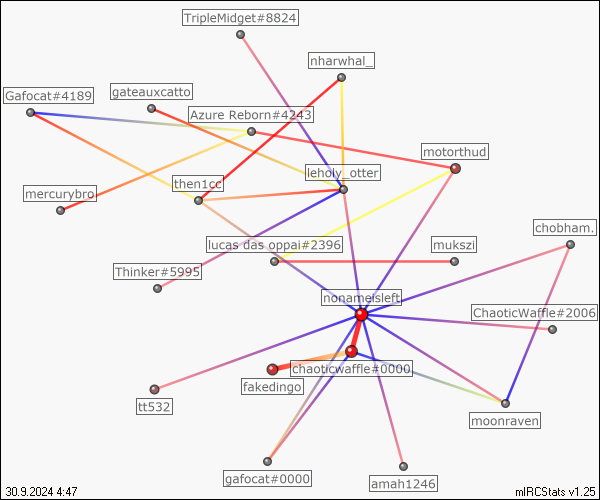 TripleMidget#8824
nharwhal_
Gafocat#4189
gateauxcatto
Azure Reborn#4243
motorthud
mercurybro
then1cc
leholy_otter
chobham.
lucas das oppai#2396
mukszi
Thinker#5995
nonameisleft
ChaoticWaffle#2006
chaoticwaffle#0000
fakedingo
tt532
moonraven
gafocat#0000
amah1246
30.9.2024 4:47
mIRCStats v1.25